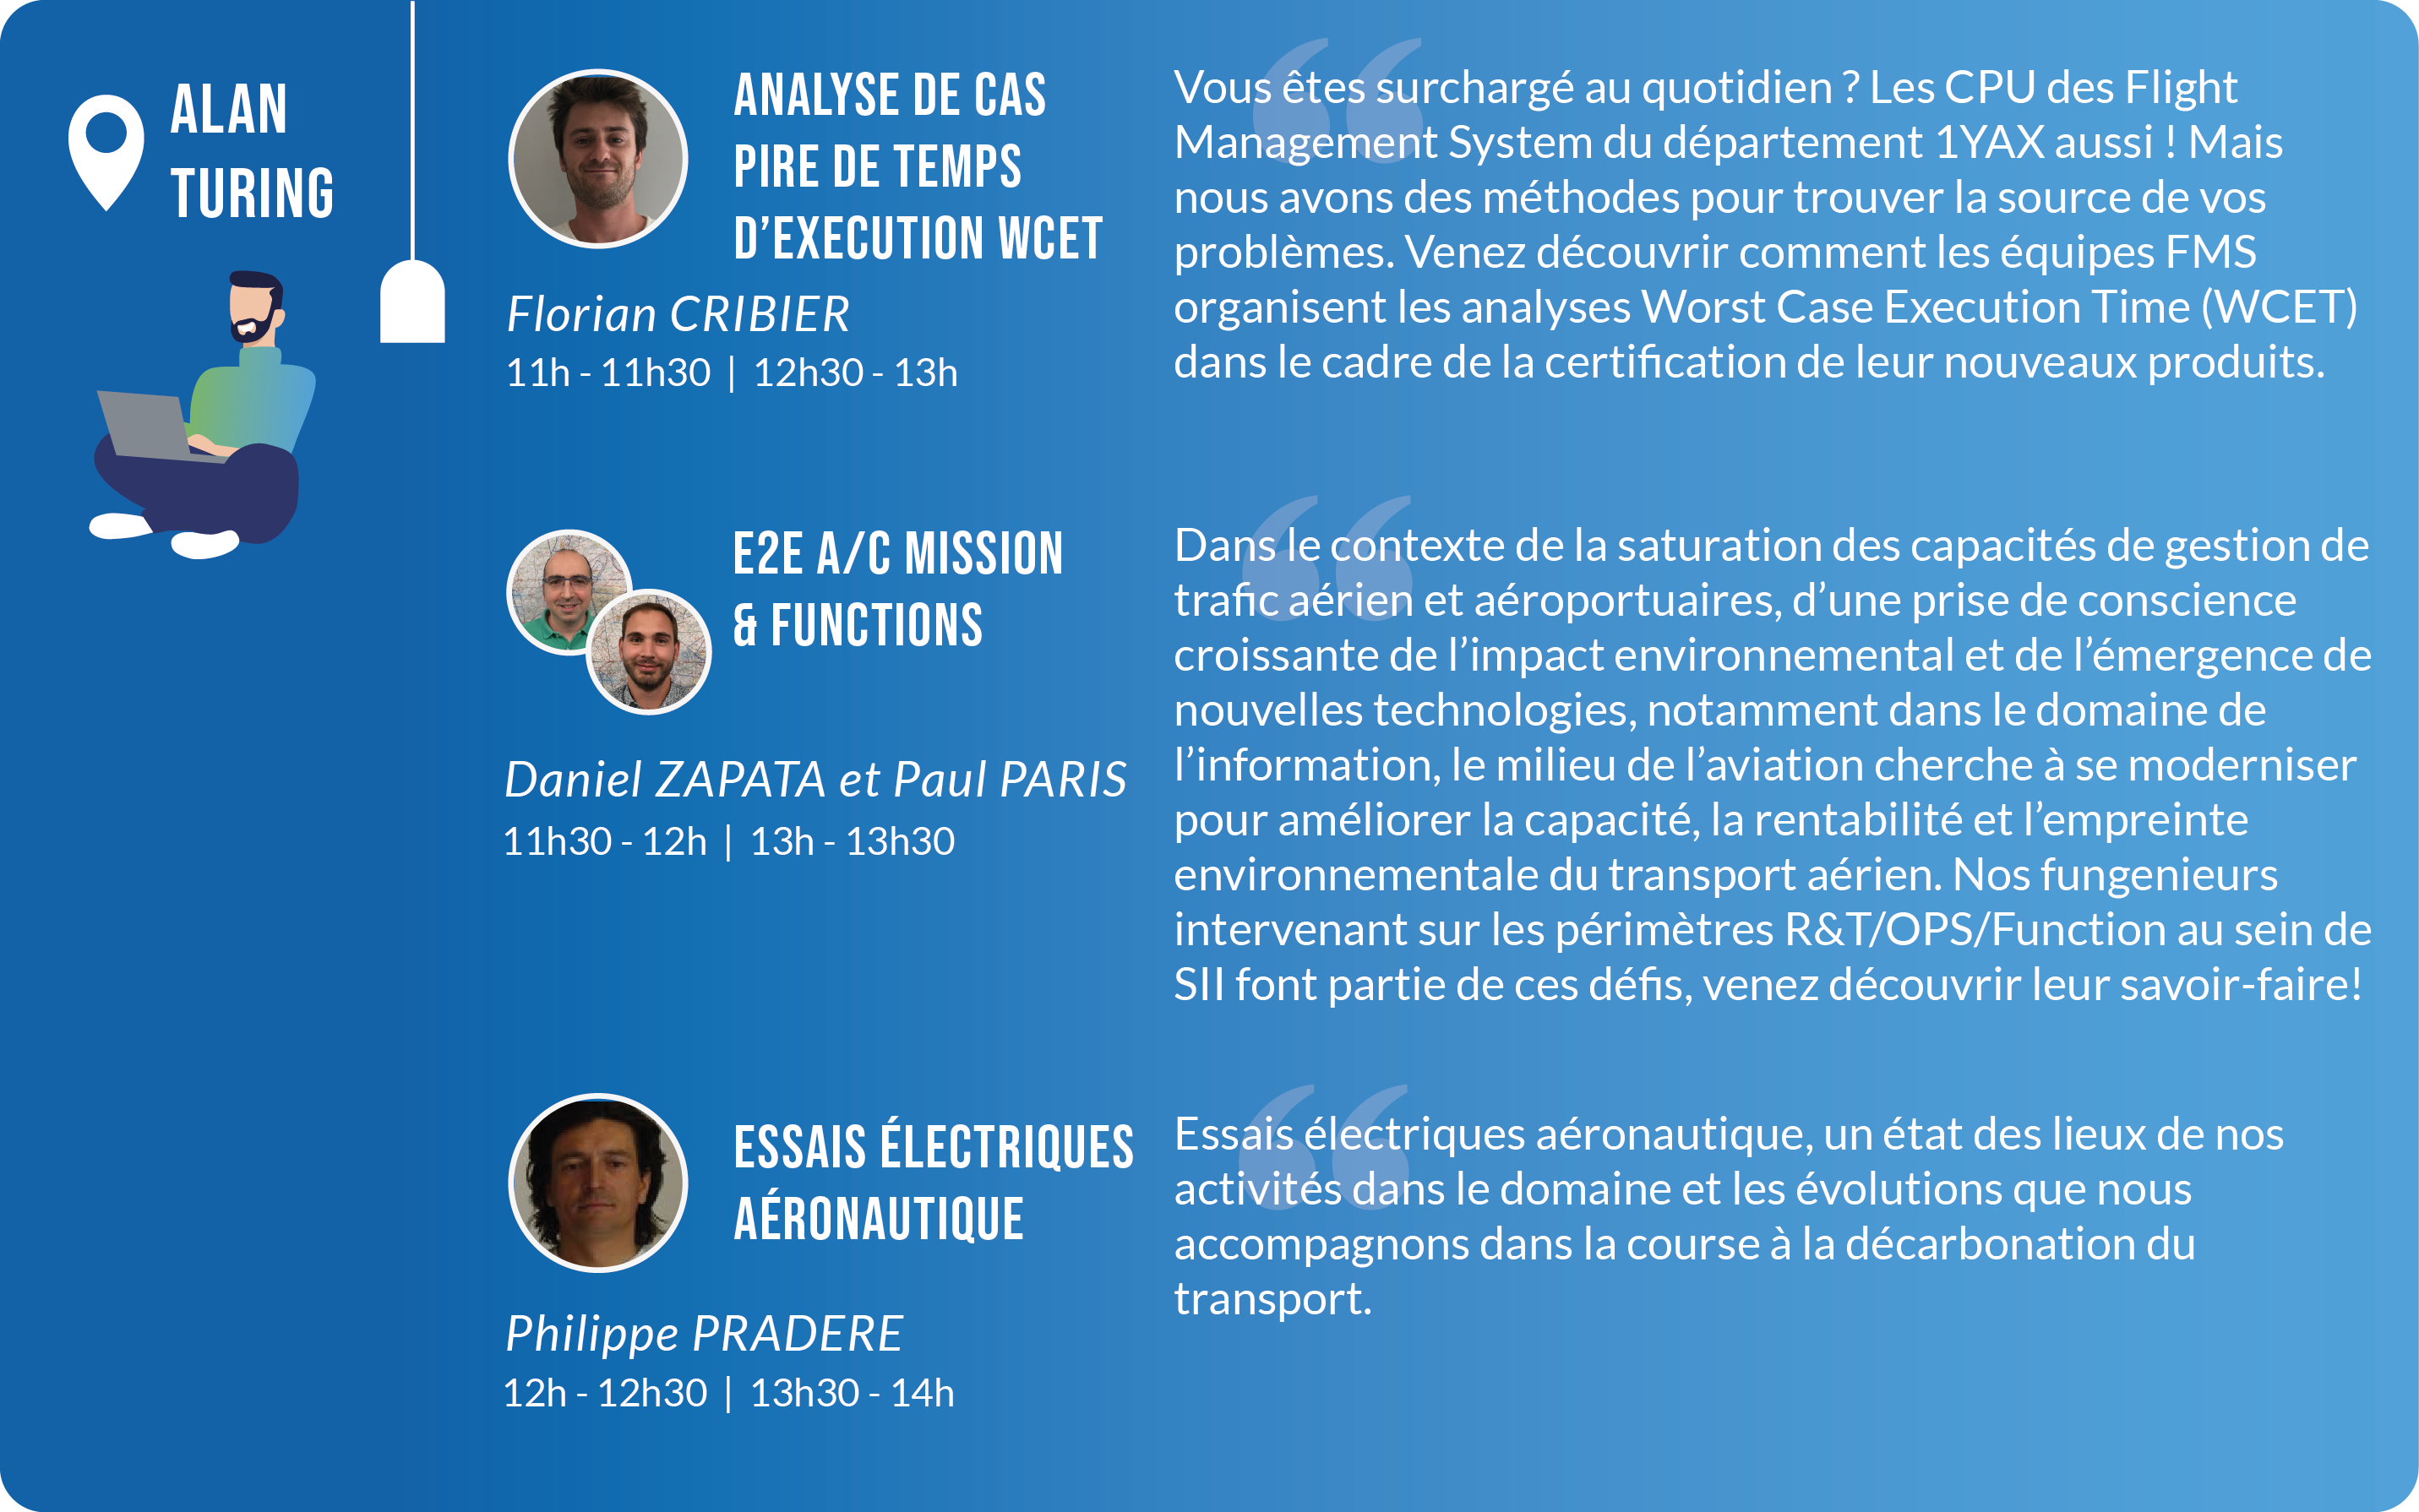 ALAN
TURING
ANALYSE DE CAS
PIRE DE TEMPS
D’EXECUTION WCET
Florian CRIBIER
11h - 11h30 | 12h30 - 13h
Vous êtes surchargé au quotidien ? Les CPU des Flight
Management System du département 1YAX aussi ! Mais
nous avons des méthodes pour trouver la source de vos
problèmes. Venez découvrir comment les équipes FMS
organisent les analyses Worst Case Execution Time (WCET)
dans le cadre de la certification de leur nouveaux produits.
E2E A/C MISSION
& FUNCTIONS
Daniel ZAPATA et Paul PARIS
11h30 - 12h | 13h - 13h30
Dans le contexte de la saturation des capacités de gestion de
trafic aérien et aéroportuaires, d’une prise de conscience
croissante de l’impact environnemental et de l’émergence de
nouvelles technologies, notamment dans le domaine de
l’information, le milieu de l’aviation cherche à se moderniser
pour améliorer la capacité, la rentabilité et l’empreinte
environnementale du transport aérien. Nos fungenieurs
intervenant sur les périmètres R&T/OPS/Function au sein de
SII font partie de ces défis, venez découvrir leur savoir-faire!
ESSAIS ÉLECTRIQUES
AÉRONAUTIQUE
Philippe PRADERE
12h - 12h30 | 13h30 - 14h
Essais électriques aéronautique, un état des lieux de nos
activités dans le domaine et les évolutions que nous
accompagnons dans la course à la décarbonation du
transport.